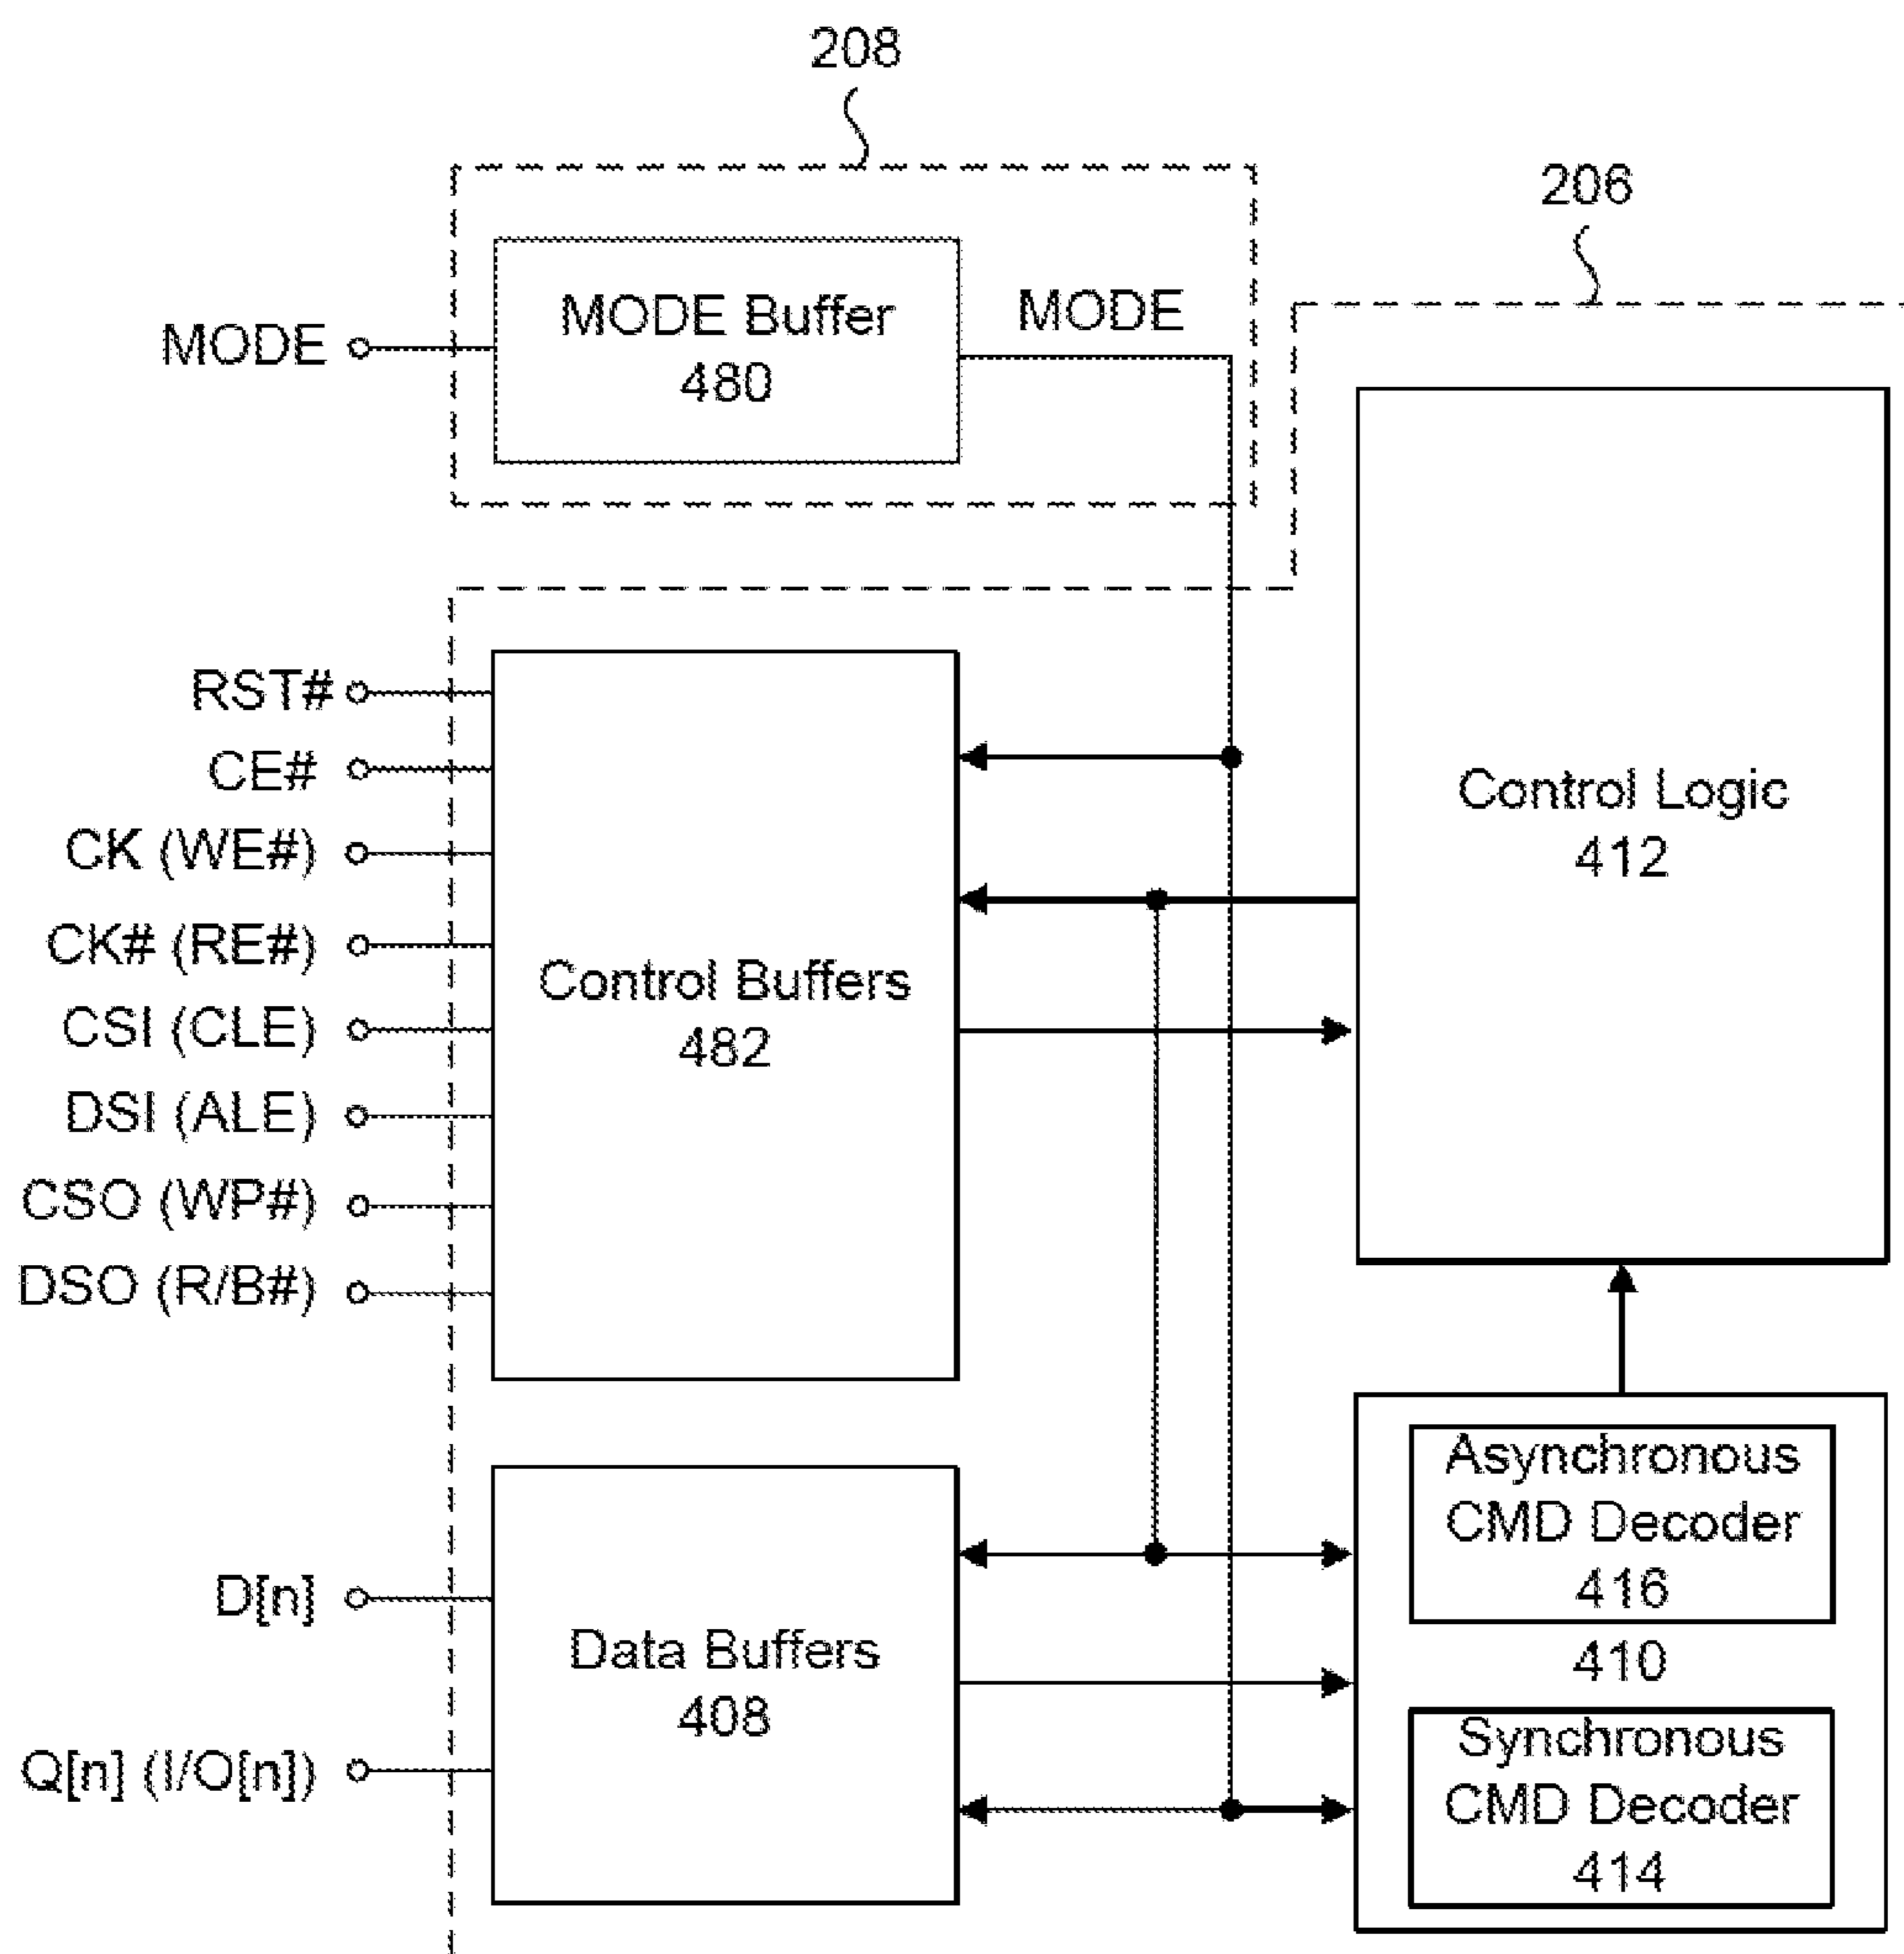 208
206
MODE
MODE Buffer
480
MODE
RST#
CE#
CK (WE#)
CK# (RE#)
CSI (CLE)
DSI (ALE)
CSO (WP#)
DSO (R/B#)
Control Buffers
482
Control Logic
412
D[n]
Q[n] (I/O[n])
Data Buffers
408
Asynchronous
CMD Decoder
416
410
Synchronous
CMD Decoder
414